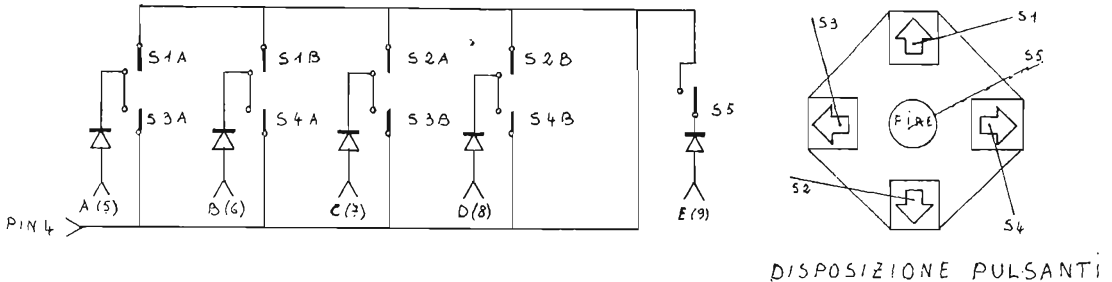 S1A S1B S2A S2B
S5
S3A S4A S3B S4B
A(5) B(6) C(7) D(8) E(9)
PIN 4
S3 S1
S5
FIRE
S2
S4
DISPOSIZIONE PULSANTI